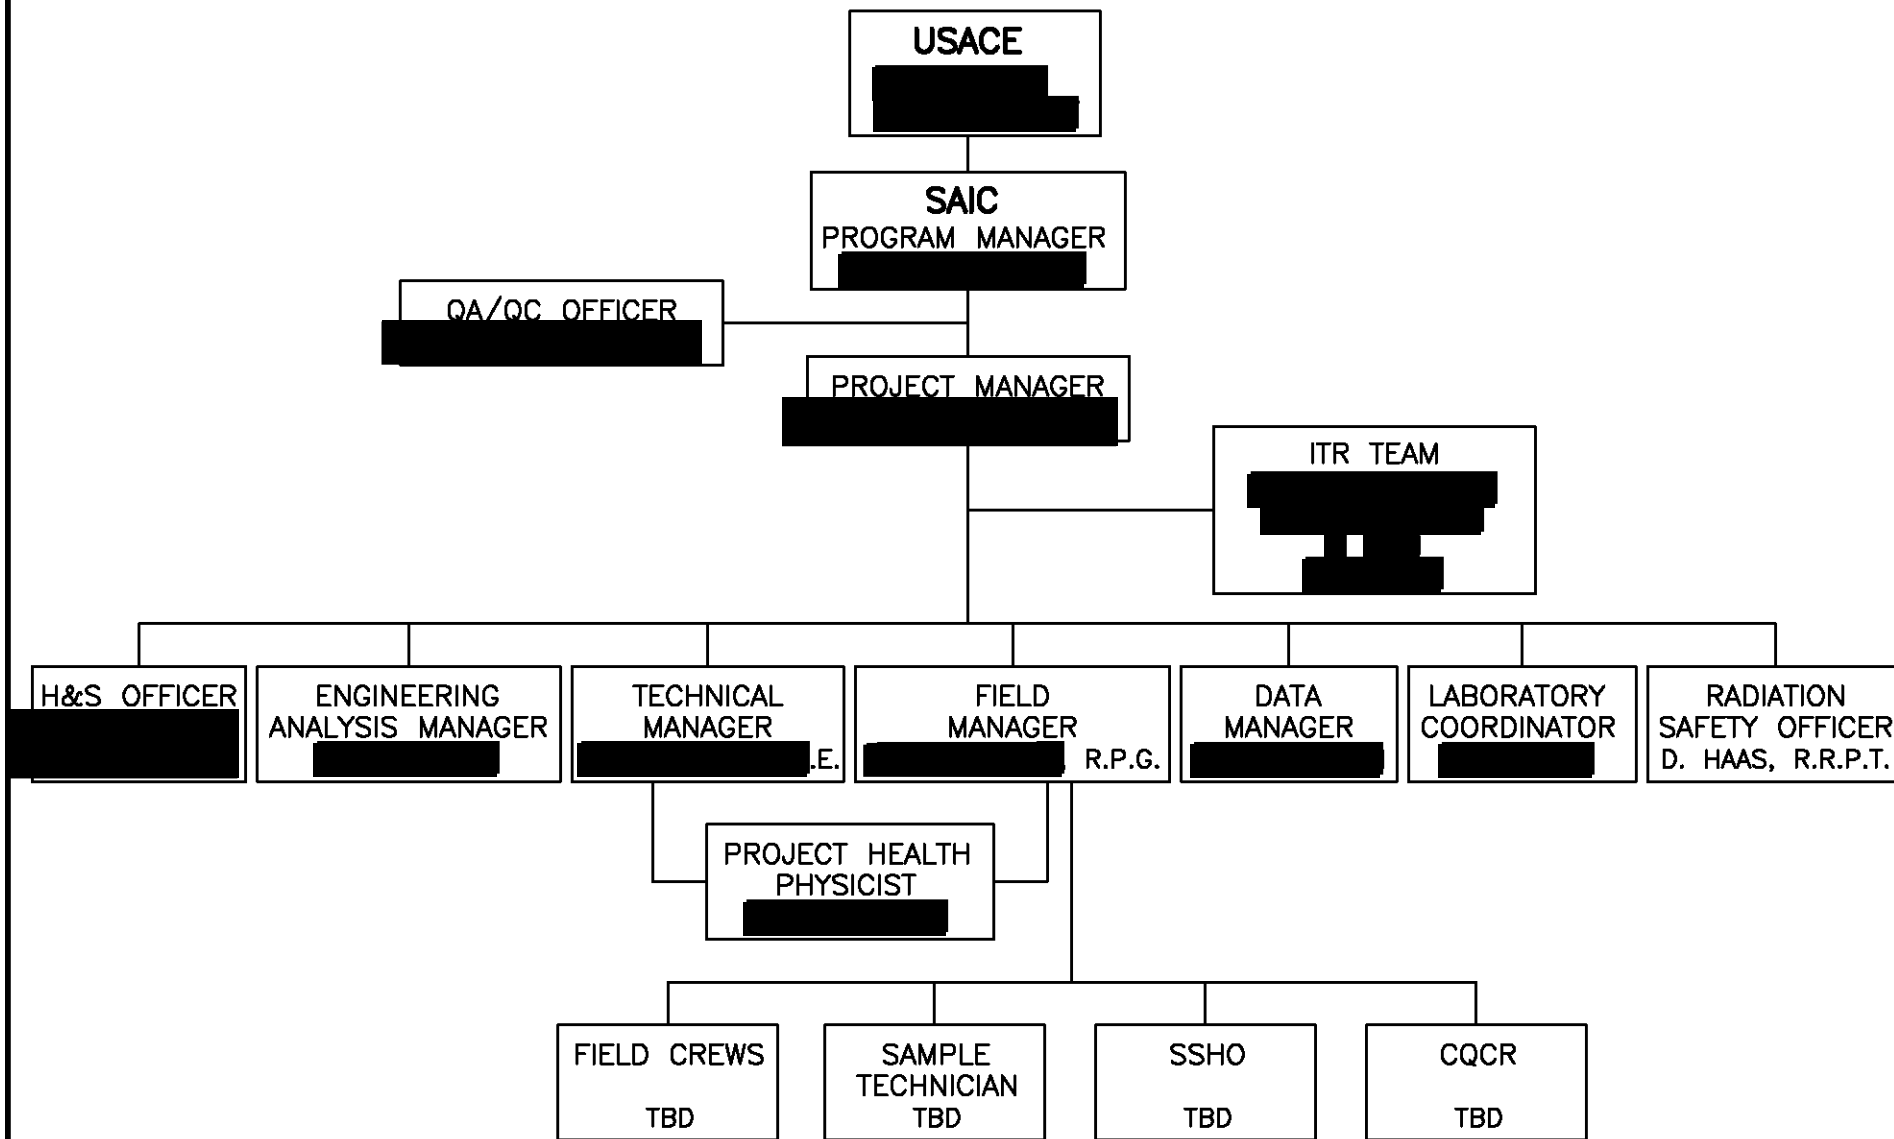 USACE
SAIC
PROGRAM MANAGER
QA/QC OFFICER
PROJECT MANAGER
ITR TEAM
H&S OFFICER
ENGINEERING
ANALYSIS MANAGER
TECHNICAL
MANAGER
.E.
FIELD
MANAGER
R.P.G.
DATA
MANAGER
LABORATORY
COORDINATOR
RADIATION
SAFETY OFFICER
D. HAAS, R.R.P.T.
PROJECT HEALTH
PHYSICIST
FIELD CREWS
TBD
SAMPLE
TECHNICIAN
TBD
SSHO
TBD
CQCR
TBD